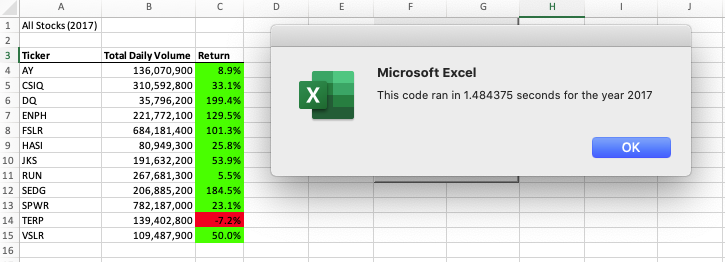 A B C D E F G H I J
1 All Stocks (2017)
2
3 Ticker Total Daily Volume Return
4 AY 136,070,900 8.9%
5 CSIQ 310,592,800 33.1%
6 DQ 35,796,200 199.4%
7 ENPH 221,772,100 129.5%
8 FSLR 684,181,400 101.3%
9 HASI 80,949,300 25.8%
10 JKS 191,632,200 53.9%
11 RUN 267,681,300 5.5%
12 SEDG 206,885,200 184.5%
13 SPWR 782,187,000 23.1%
14 TERP 139,402,800 -7.2%
15 VSLR 109,487,900 50.0%
16
X
Microsoft Excel
This code ran in 1.484375 seconds for the year 2017
OK